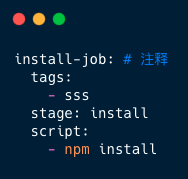 install-job: # 注释
  tags:
    - sss
  stage: install
  script:
    - npm install